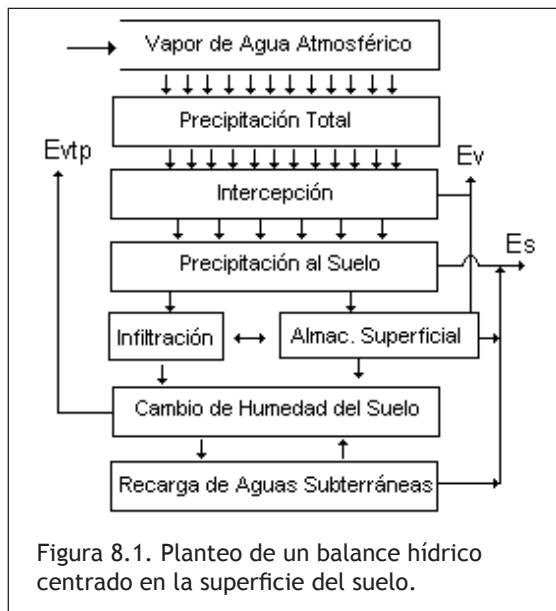 Vapor de Agua Atmosférico
Precipitación Total
Evtp
Ev
Intercepción
Es
Precipitación al Suelo
Infiltración
Almac. Superficial
Cambio de Humedad del Suelo
Recarga de Aguas Subterráneas
Figura 8.1. Planteo de un balance hídrico
centrado en la superficie del suelo.